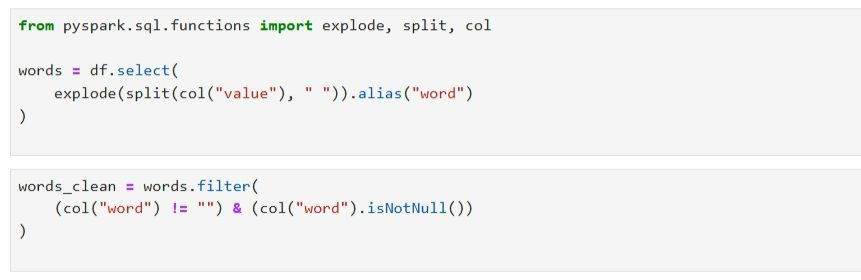 from pyspark.sql.functions import explode, split, col
words = df.select(
    explode(split(col("value"), " ")).alias("word")
)
words_clean = words.filter(
    (col("word") != "") & (col("word").isNotNull())
)